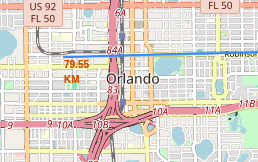 US 92
FL 50
6A
FL 50
84A
Robinson
79.55
KM
Orlando
83
10A
11B
9
9
10A
10B
11A